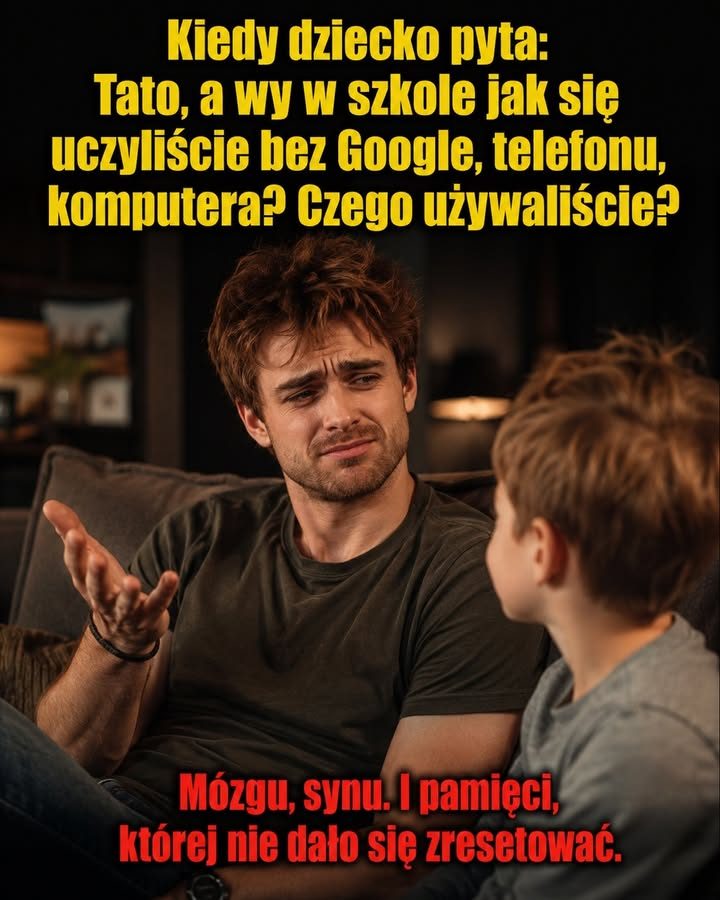 Kiedy dziecko pyta:
Tato, a wy w szkole jak się
uczyliście bez Google, telefonu,
komputera? Czego używaliście?
Mózgu, synu. I pamięci,
której nie dało się zresetować.